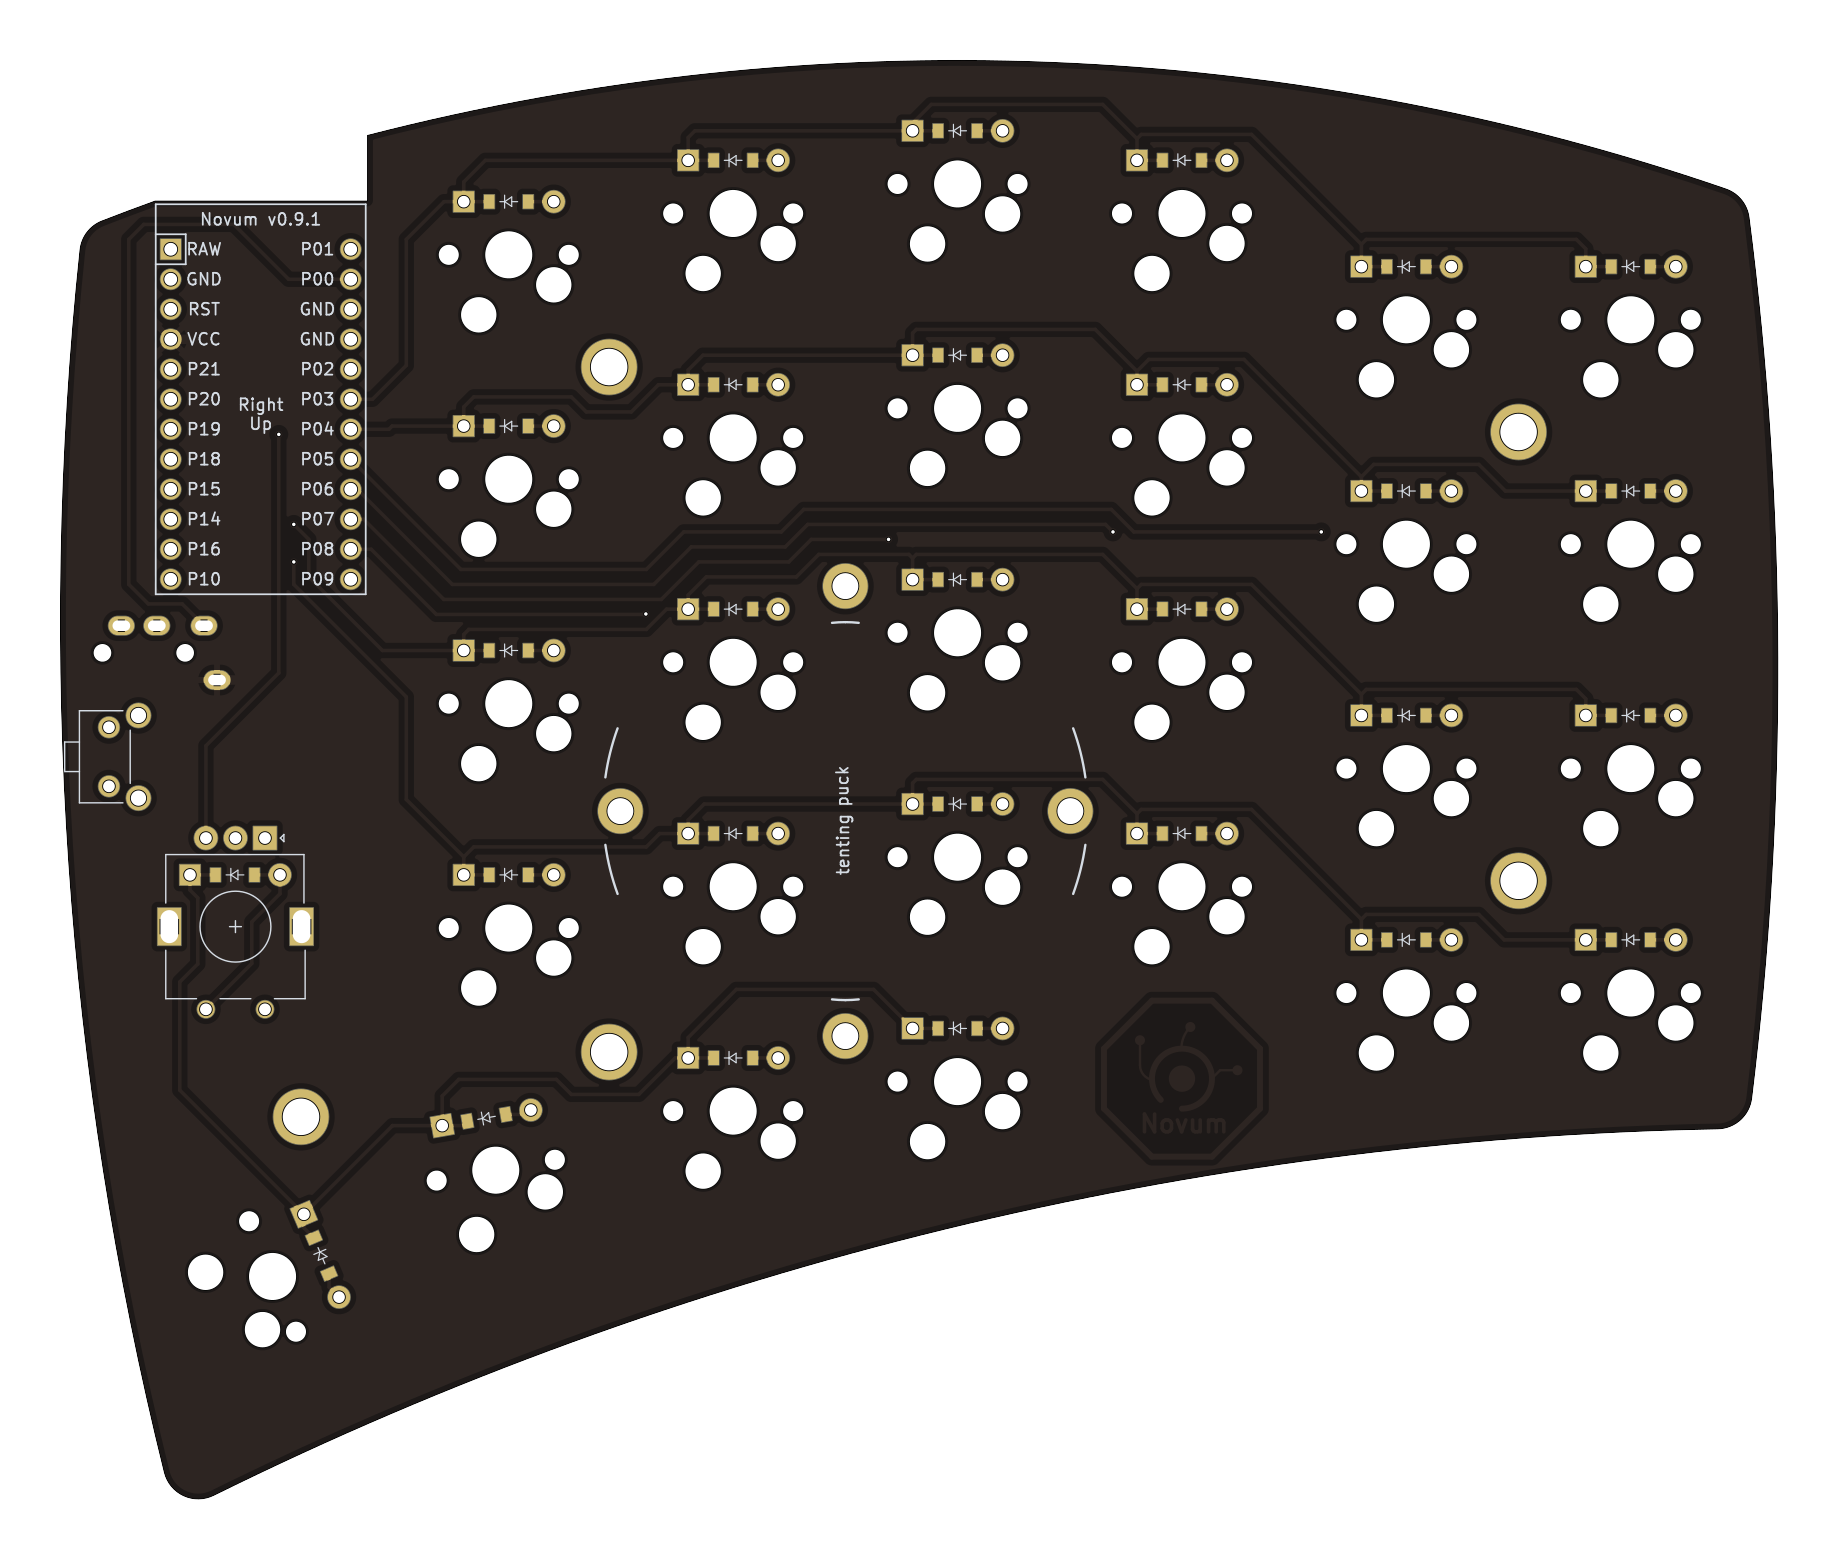 Novum v0.9.1
RAW P01
GND P00
RST GND
VCC GND
P21 P02
P20 P03
Right
Up
P19 P04
P18 P05
P15 P06
P14 P07
P16 P08
P10 P09
tenting puck
Novum